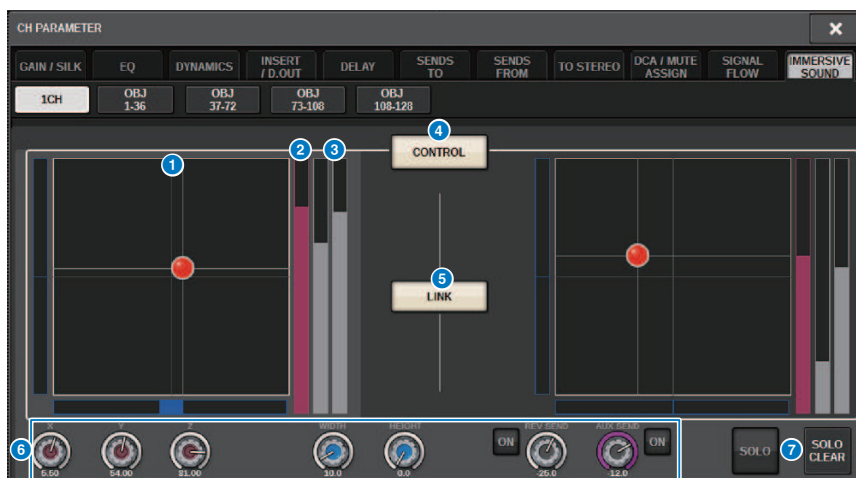 CH PARAMETER
GAIN / SILK EQ DYNAMICS INSERT / D.OUT DELAY SENDS TO SENDS FROM TO STEREO DCA / MUTE ASSIGN SIGNAL FLOW IMMERSIVE SOUND
1CH OBJ 1-36 OBJ 37-72 OBJ 73-108 OBJ 108-128
4
CONTROL
1 2 3
5
LINK
6
X Y Z WIDTH HEIGHT ON REV SEND AUX SEND ON SOLO 7 SOLO CLEAR
5.50 54.00 81.00 10.0 0.0 -25.0 -12.0